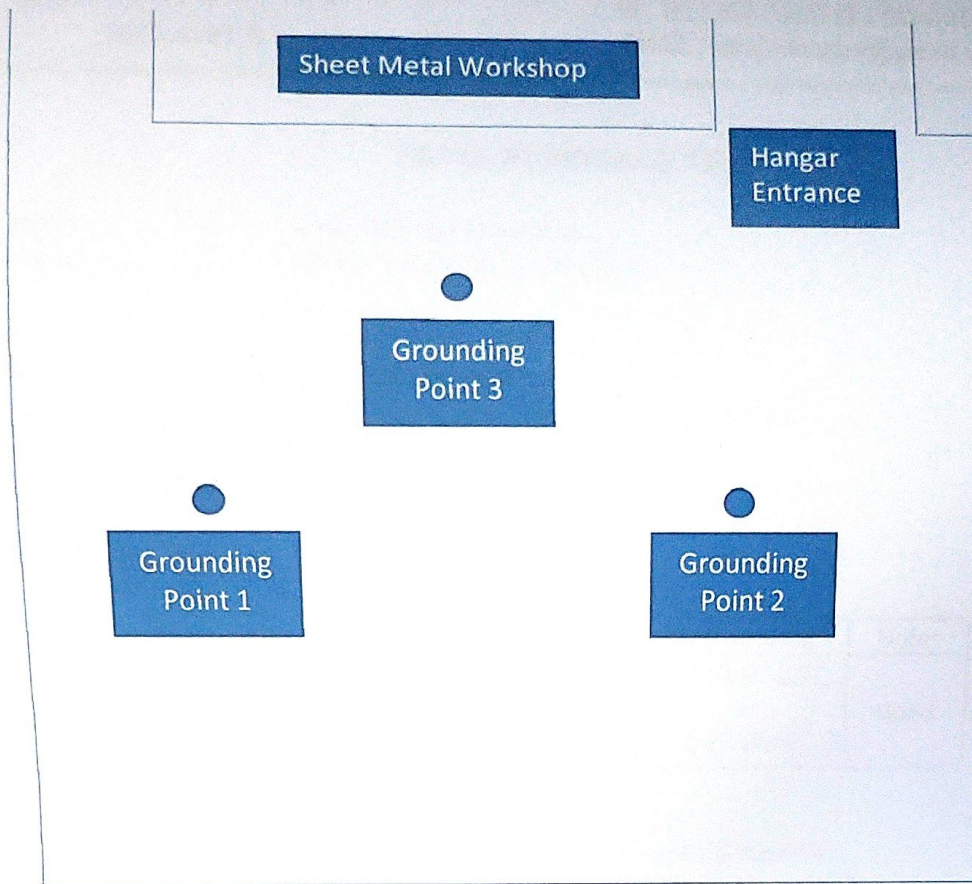 Sheet Metal Workshop
Hangar
Entrance
Grounding
Point 3
Grounding
Point 1
Grounding
Point 2